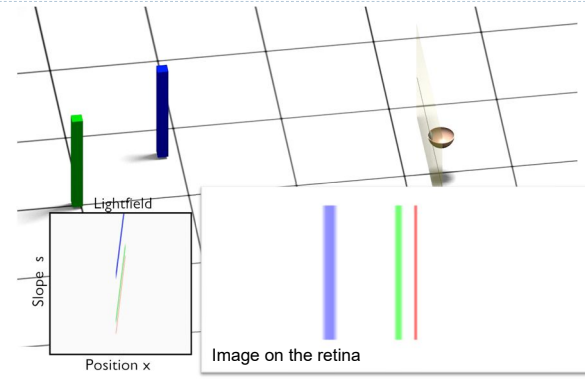 Lightfield
Slope s
Position x
Image on the retina